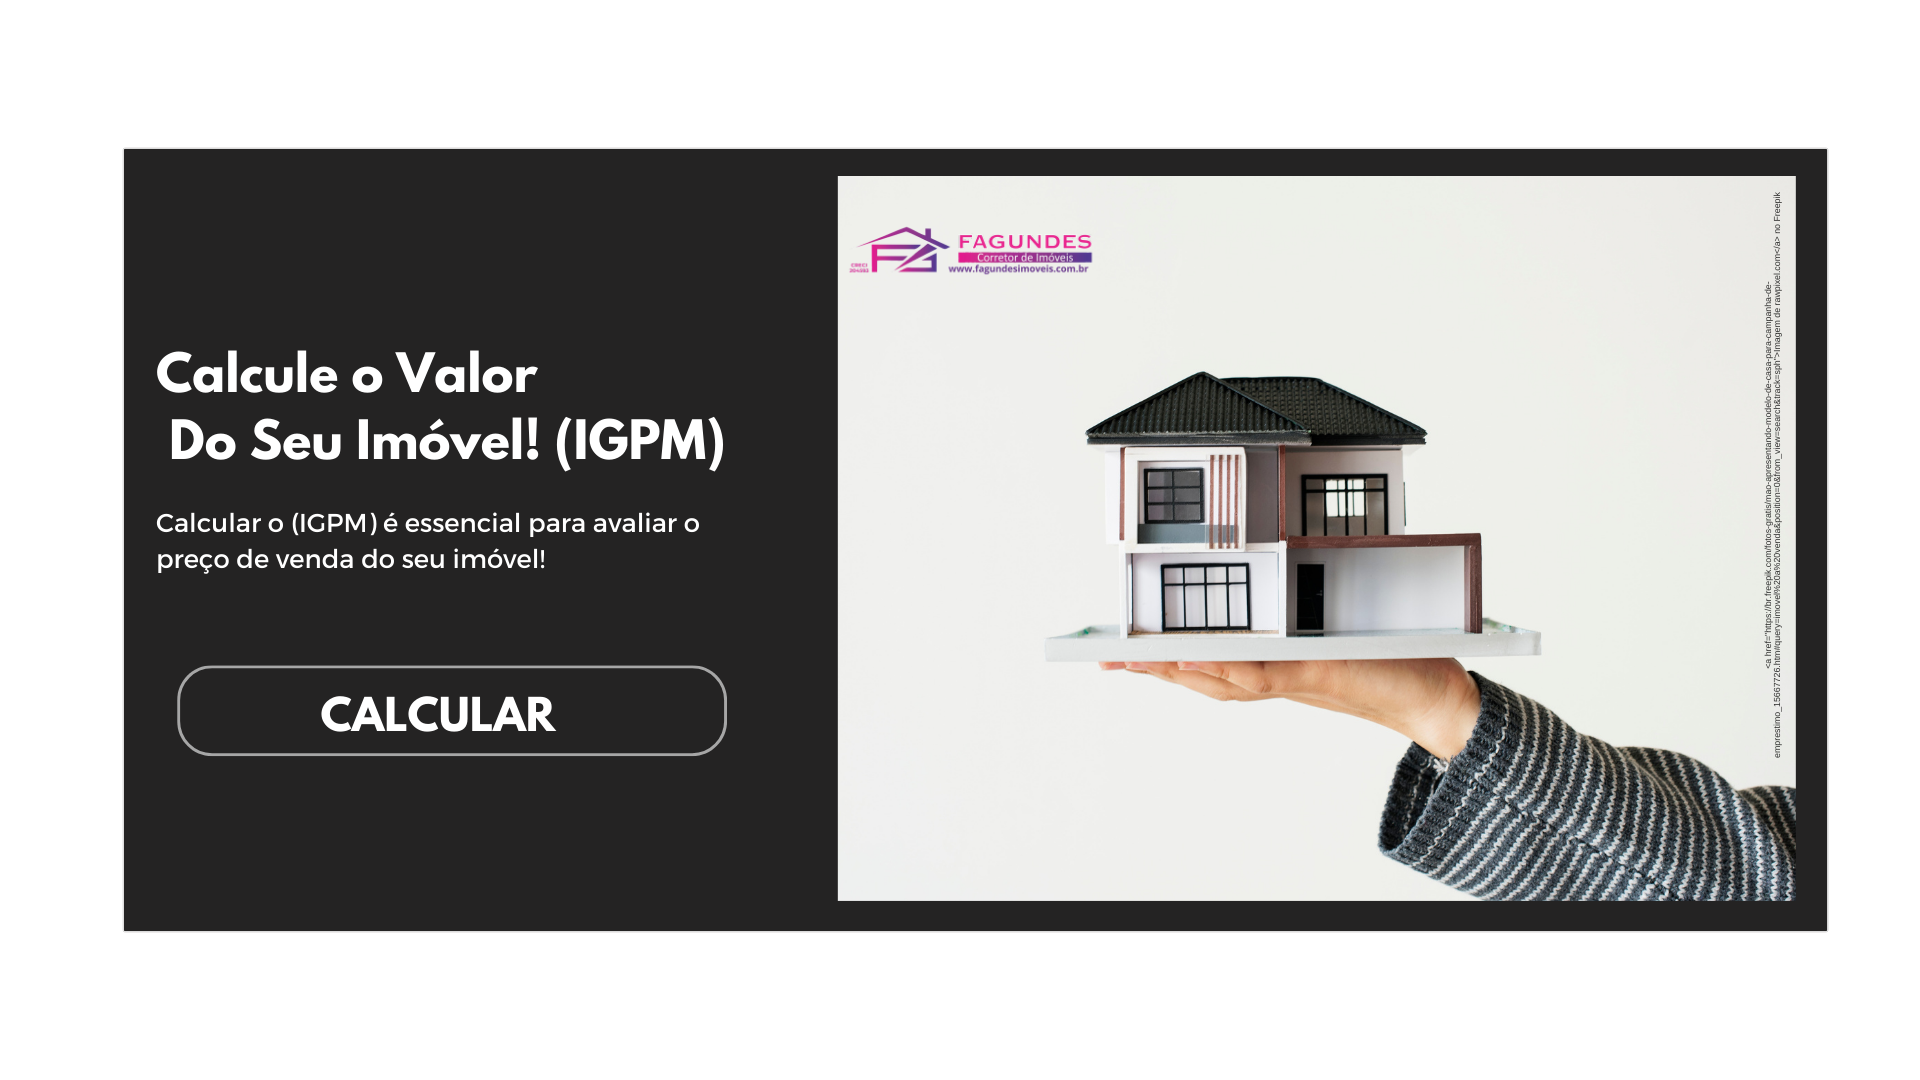 Calcule o Valor
Do Seu Imóvel! (IGPM)
Calcular o (IGPM) é essencial para avaliar o
preço de venda do seu imóvel!
CALCULAR
FAGUNDES
Corretor de Imóveis
www.fagundesimoveis.com.br
CRECI
<a href="https://br.freepik.com/fotos-gratis/mao-apresentando-modelo-de-casa-para-campanha-de-
emprestimo_15667726.htm#query=imovel%20a%20venda&position=0&from_view=search&track=sph">Imagem de rawpixel.com</a> no Freepik